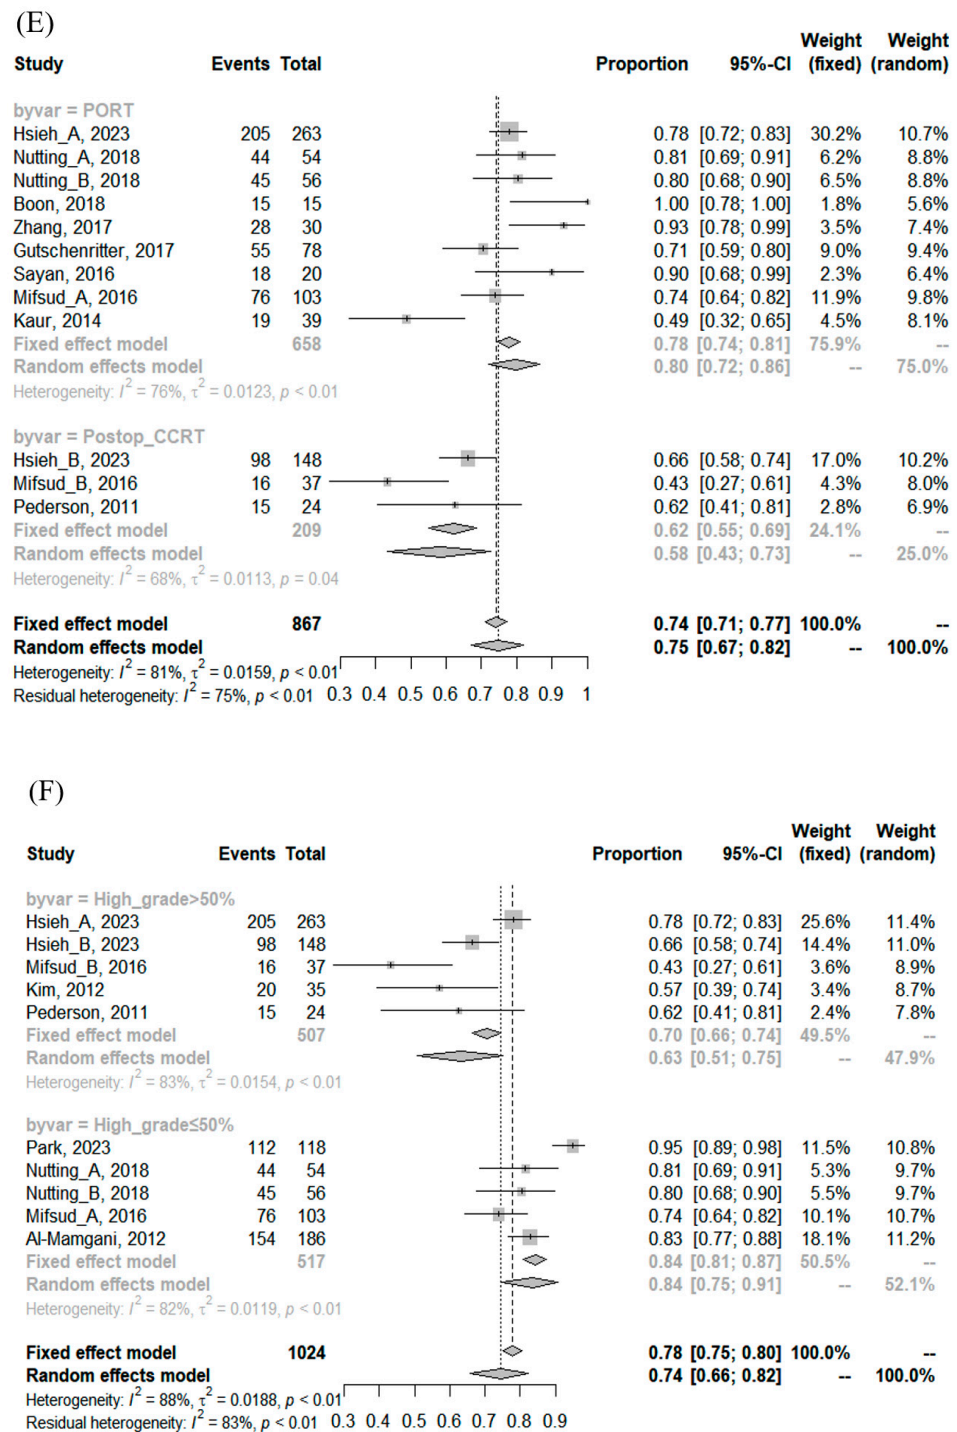 (E)
Weight Weight
Study Events Total Proportion 95%-CI (fixed) (random)
byvar = PORT
Hsieh_A, 2023 205 263 0.78 [0.72; 0.83] 30.2% 10.7%
Nutting_A, 2018 44 54 0.81 [0.69; 0.91] 6.2% 8.8%
Nutting_B, 2018 45 56 0.80 [0.68; 0.90] 6.5% 8.8%
Boon, 2018 15 15 1.00 [0.78; 1.00] 1.8% 5.6%
Zhang, 2017 28 30 0.93 [0.78; 0.99] 3.5% 7.4%
Gutschenritter, 2017 55 78 0.71 [0.59; 0.80] 9.0% 9.4%
Sayan, 2016 18 20 0.90 [0.68; 0.99] 2.3% 6.4%
Mifsud_A, 2016 76 103 0.74 [0.64; 0.82] 11.9% 9.8%
Kaur, 2014 19 39 0.49 [0.32; 0.65] 4.5% 8.1%
Fixed effect model 658 0.78 [0.74; 0.81] 75.9% --
Random effects model 0.80 [0.72; 0.86] -- 75.0%
Heterogeneity: I² = 76%, τ² = 0.0123, p < 0.01
byvar = Postop_CCRT
Hsieh_B, 2023 98 148 0.66 [0.58; 0.74] 17.0% 10.2%
Mifsud_B, 2016 16 37 0.43 [0.27; 0.61] 4.3% 8.0%
Pederson, 2011 15 24 0.62 [0.41; 0.81] 2.8% 6.9%
Fixed effect model 209 0.62 [0.55; 0.69] 24.1% --
Random effects model 0.58 [0.43; 0.73] -- 25.0%
Heterogeneity: I² = 68%, τ² = 0.0113, p = 0.04
Fixed effect model 867 0.74 [0.71; 0.77] 100.0% --
Random effects model 0.75 [0.67; 0.82] -- 100.0%
Heterogeneity: I² = 81%, τ² = 0.0159, p < 0.01
Residual heterogeneity: I² = 75%, p < 0.01 0.3 0.4 0.5 0.6 0.7 0.8 0.9 1
(F)
Weight Weight
Study Events Total Proportion 95%-CI (fixed) (random)
byvar = High_grade>50%
Hsieh_A, 2023 205 263 0.78 [0.72; 0.83] 25.6% 11.4%
Hsieh_B, 2023 98 148 0.66 [0.58; 0.74] 14.4% 11.0%
Mifsud_B, 2016 16 37 0.43 [0.27; 0.61] 3.6% 8.9%
Kim, 2012 20 35 0.57 [0.39; 0.74] 3.4% 8.7%
Pederson, 2011 15 24 0.62 [0.41; 0.81] 2.4% 7.8%
Fixed effect model 507 0.70 [0.66; 0.74] 49.5% --
Random effects model 0.63 [0.51; 0.75] -- 47.9%
Heterogeneity: I² = 83%, τ² = 0.0154, p < 0.01
byvar = High_grade≤50%
Park, 2023 112 118 0.95 [0.89; 0.98] 11.5% 10.8%
Nutting_A, 2018 44 54 0.81 [0.69; 0.91] 5.3% 9.7%
Nutting_B, 2018 45 56 0.80 [0.68; 0.90] 5.5% 9.7%
Mifsud_A, 2016 76 103 0.74 [0.64; 0.82] 10.1% 10.7%
Al-Mamgani, 2012 154 186 0.83 [0.77; 0.88] 18.1% 11.2%
Fixed effect model 517 0.84 [0.81; 0.87] 50.5% --
Random effects model 0.84 [0.75; 0.91] -- 52.1%
Heterogeneity: I² = 82%, τ² = 0.0119, p < 0.01
Fixed effect model 1024 0.78 [0.75; 0.80] 100.0% --
Random effects model 0.74 [0.66; 0.82] -- 100.0%
Heterogeneity: I² = 88%, τ² = 0.0188, p < 0.01
Residual heterogeneity: I² = 83%, p < 0.01 0.3 0.4 0.5 0.6 0.7 0.8 0.9